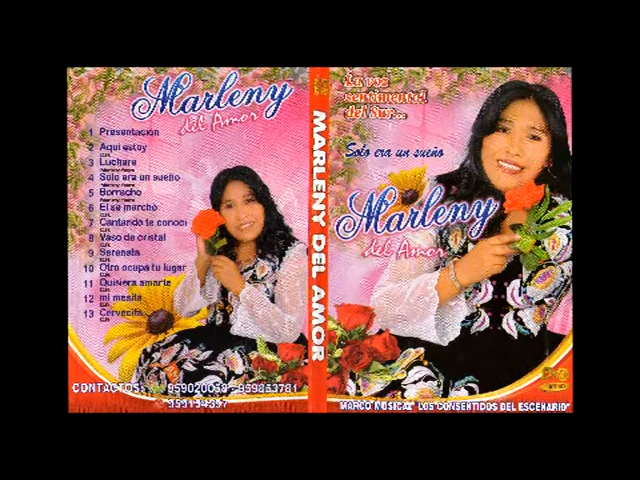 Marleny
del Amor
1 Presentación
2 Aqui estoy
3 Luchare
4 Solo era un sueño
5 Borracho
6 El se marcho
7 Cantando te conoci
8 Vaso de cristal
9 Serenata
10 Otro ocupa tu lugar
11 Quisiera amarte
12 mi mesita
13 Cervecita
CONTACTOS:
MARLENY DEL AMOR
La voz
sentimental
del Sur...
Solo era un sueño
Marleny
del Amor
MARCO MUSICAL "LOS CONSENTIDOS DEL ESCENARIO"